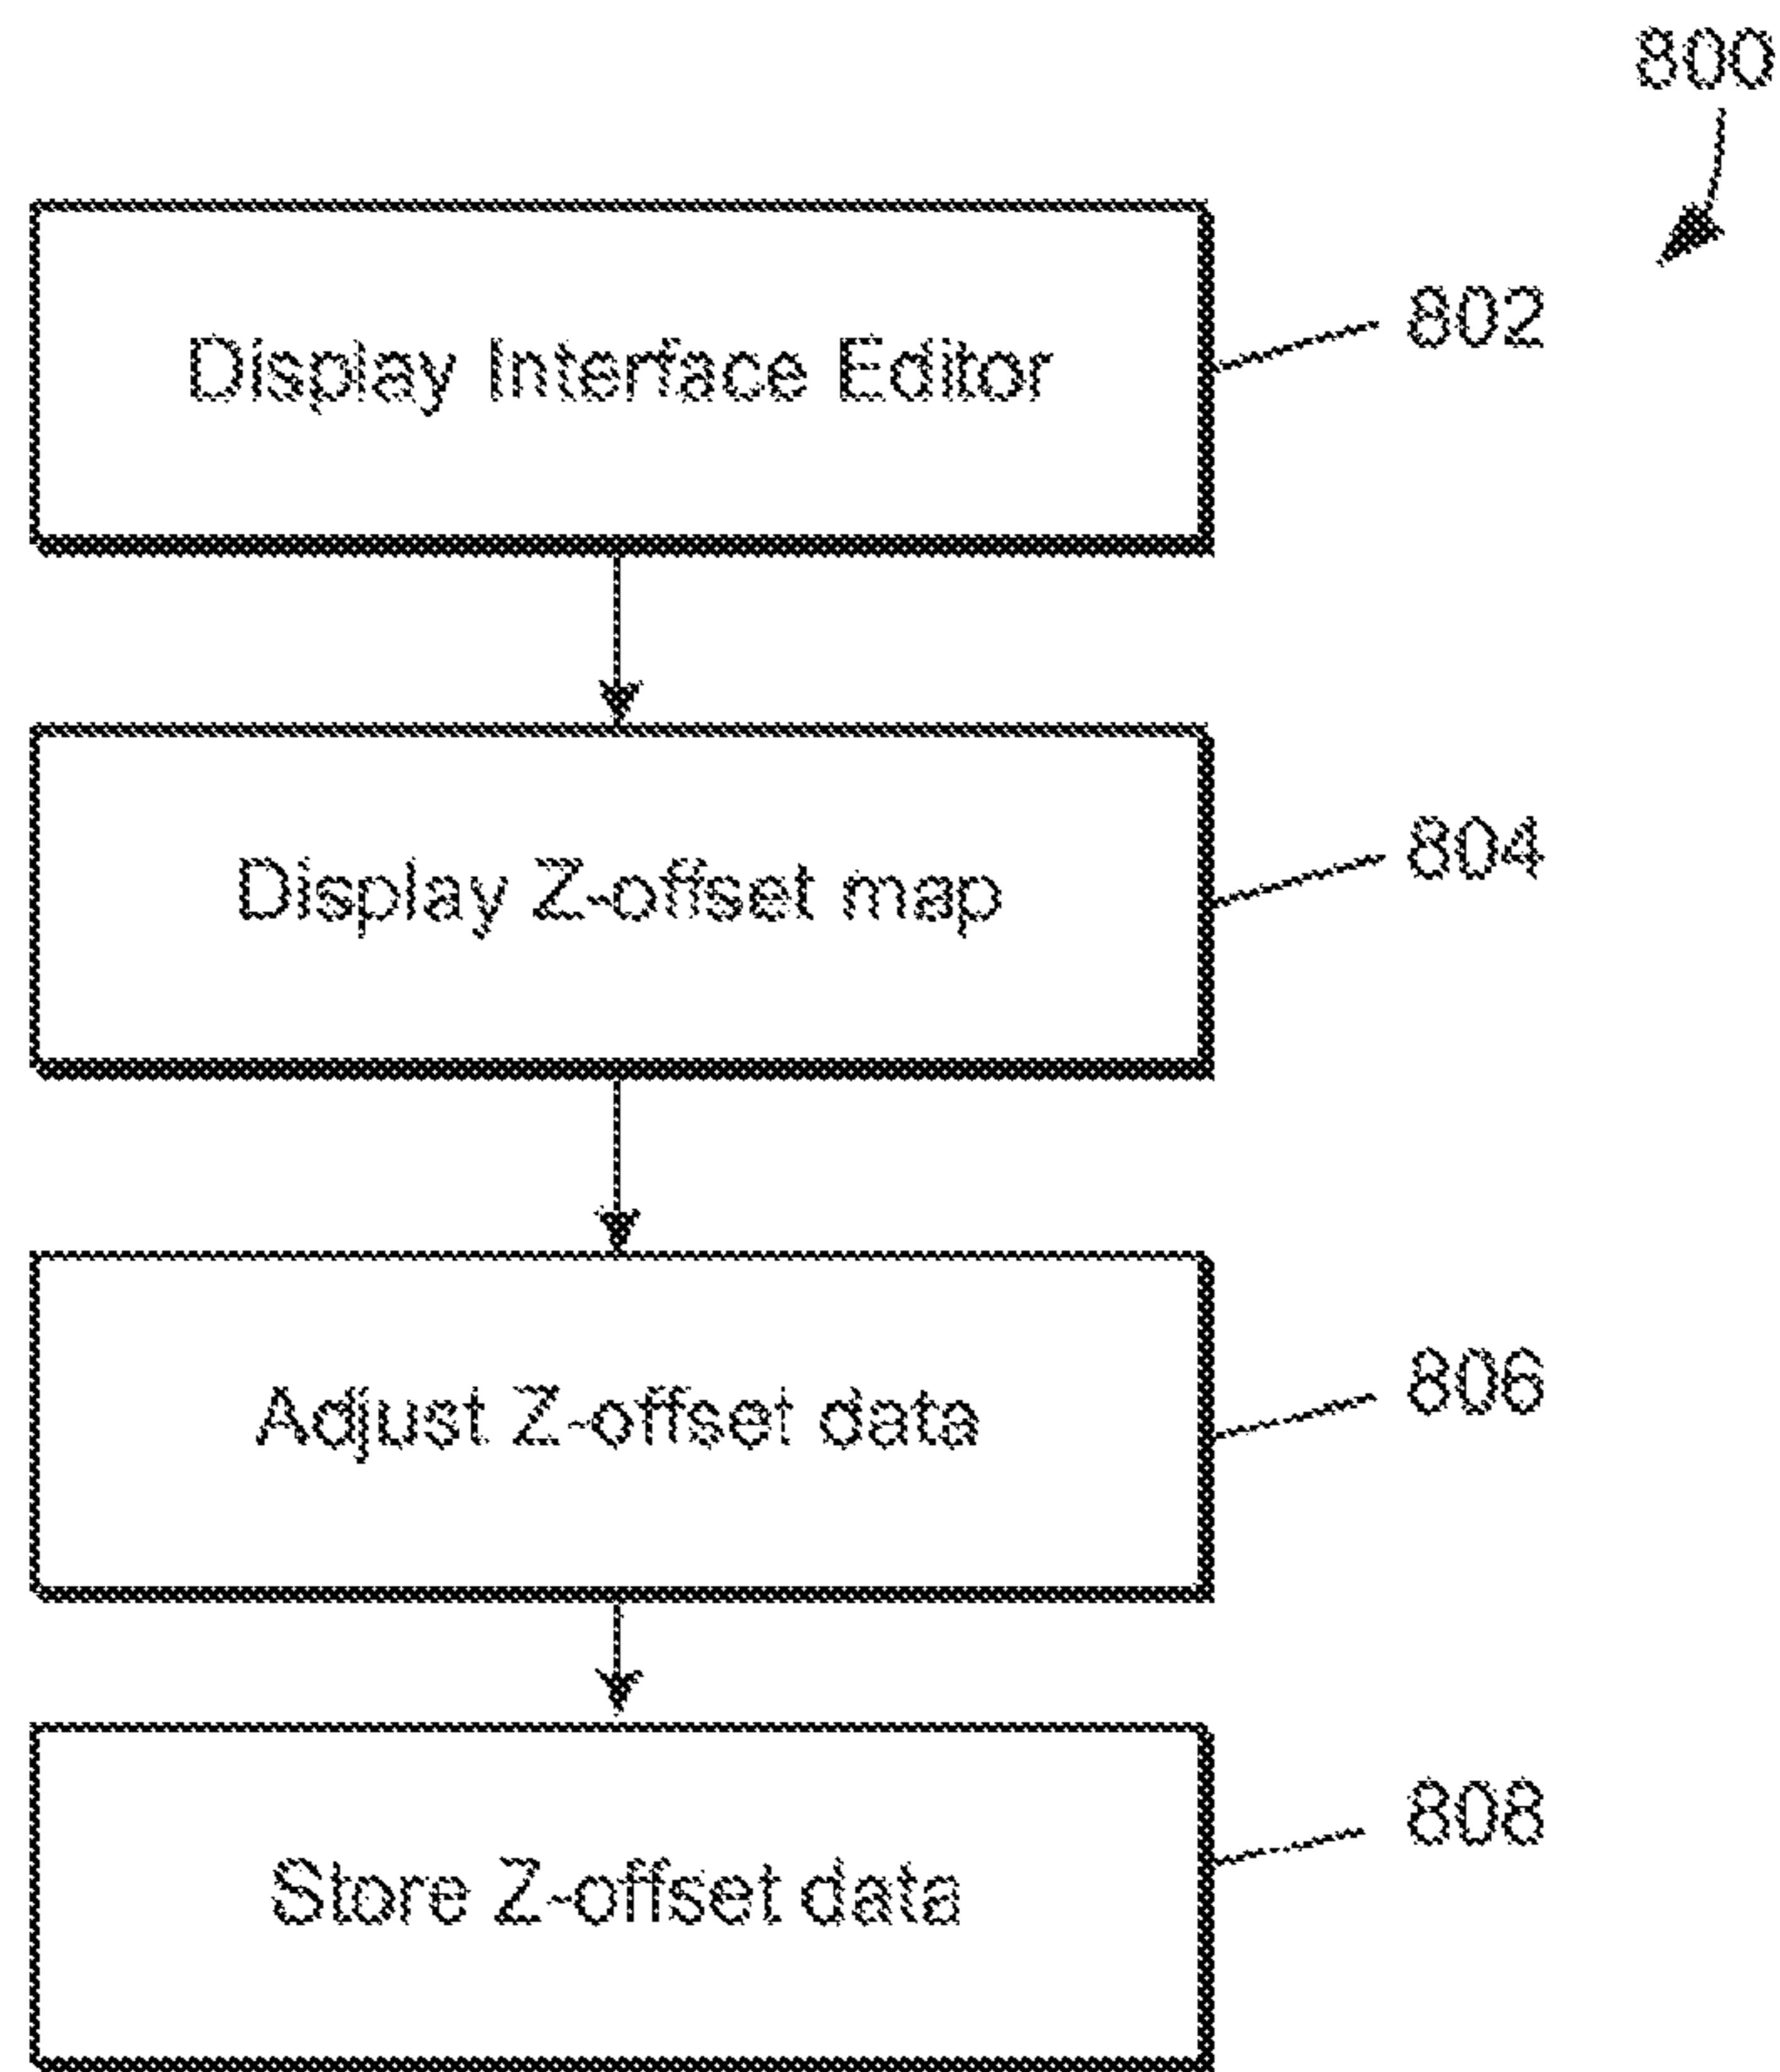 800
Display Interface Editor
802
Display Z-offset map
804
Adjust Z-offset data
806
Store Z-offset data
808